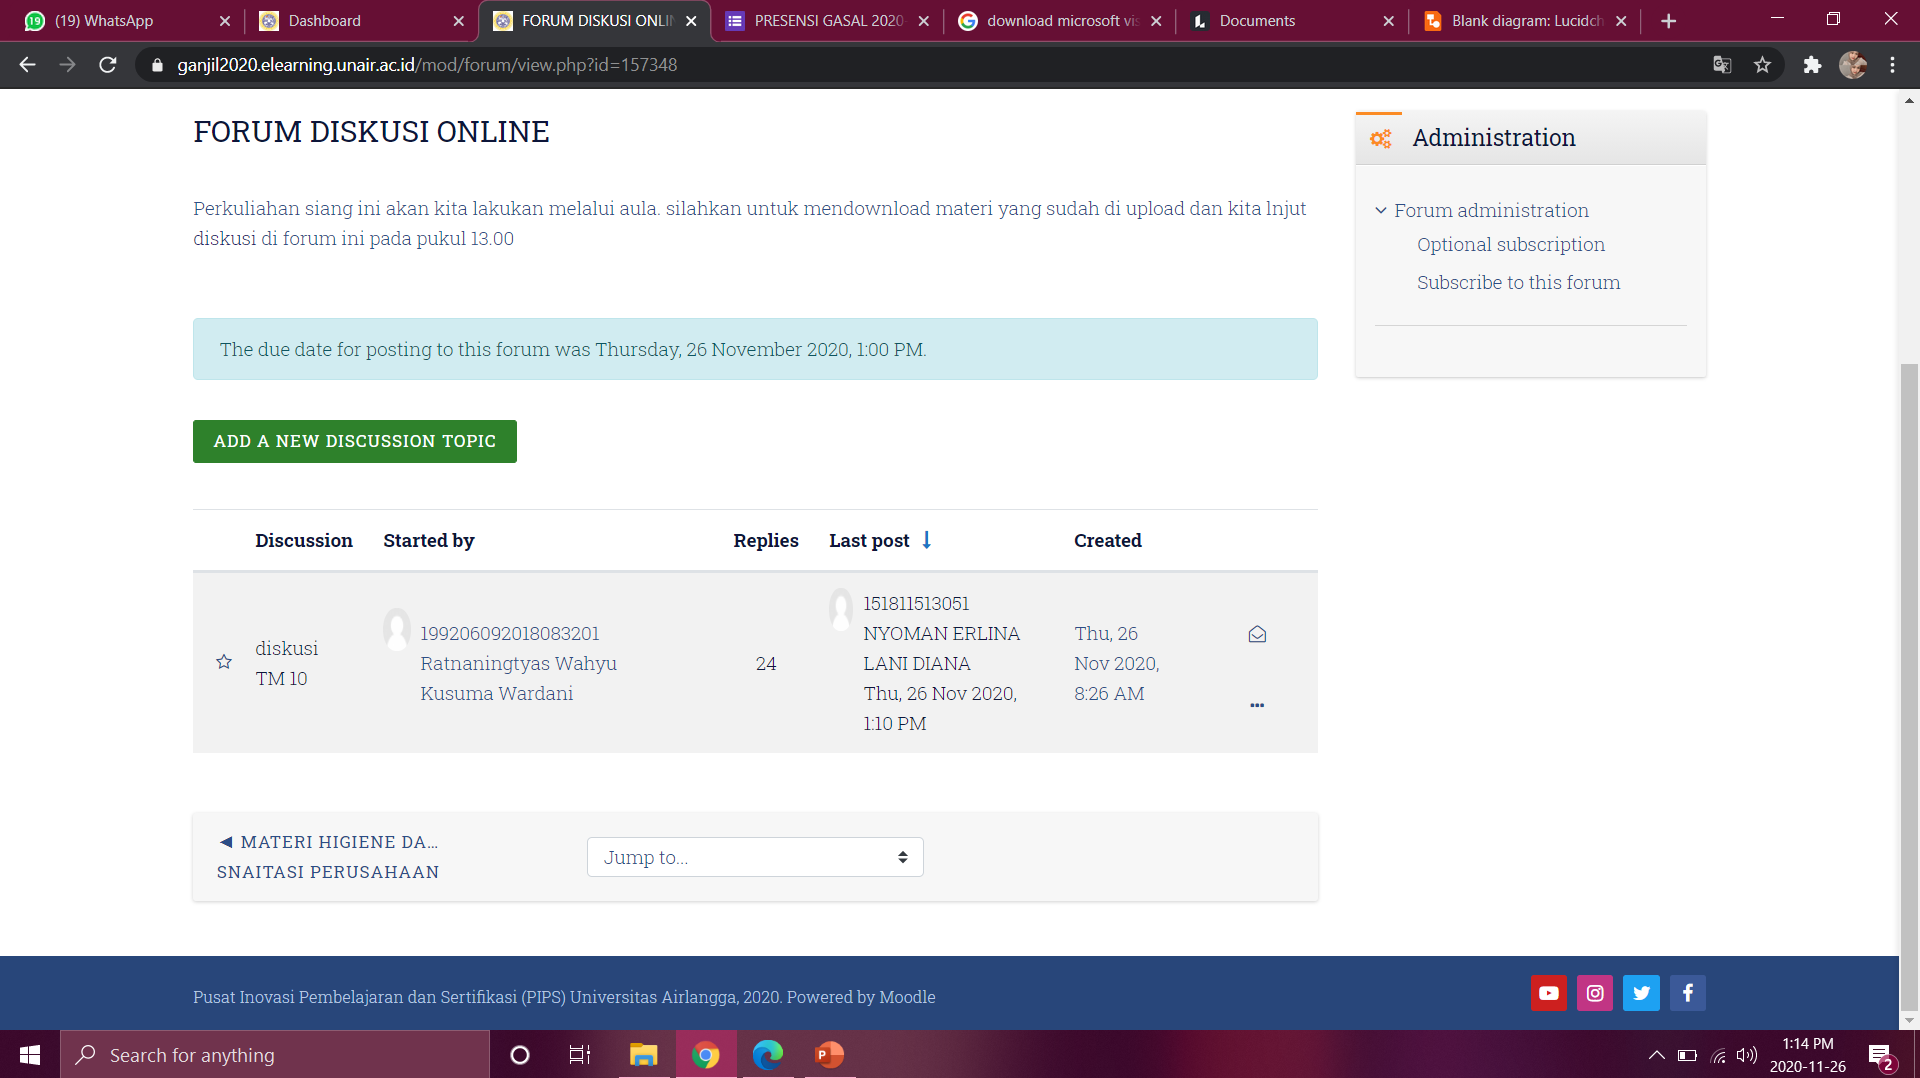 (19) WhatsApp
Dashboard
FORUM DISKUSI ONLIN
PRESENSI GASAL 2020
download microsoft vis
Documents
Blank diagram: Lucidch
ganjil2020.elearning.unair.ac.id/mod/forum/view.php?id=157348
FORUM DISKUSI ONLINE
Perkuliahan siang ini akan kita lakukan melalui aula. silahkan untuk mendownload materi yang sudah di upload dan kita lnjut
diskusi di forum ini pada pukul 13.00
The due date for posting to this forum was Thursday, 26 November 2020, 1:00 PM.
ADD A NEW DISCUSSION TOPIC
Discussion Started by Replies Last post Created
diskusi
TM 10
199206092018083201
Ratnaningtyas Wahyu
Kusuma Wardani
24
151811513051
NYOMAN ERLINA
LANI DIANA
Thu, 26 Nov 2020,
1:10 PM
Thu, 26
Nov 2020,
8:26 AM
◄ MATERI HIGIENE DA...
SNAITASI PERUSAHAAN
Jump to...
Administration
Forum administration
Optional subscription
Subscribe to this forum
Pusat Inovasi Pembelajaran dan Sertifikasi (PIPS) Universitas Airlangga, 2020. Powered by Moodle
Search for anything
1:14 PM
2020-11-26
2